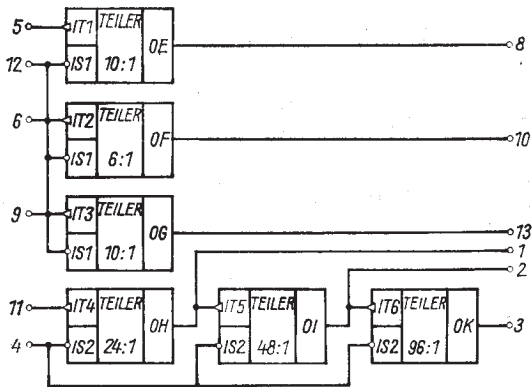 5 IT1 TEILER OE 8
12 IS1 10:1
6 IT2 TEILER OF 10
IS1 6:1
9 IT3 TEILER OG 13
IS1 10:1
1
2
11 IT4 TEILER OH IT5 TEILER OI IT6 TEILER OK 3
4 IS2 24:1 IS2 48:1 IS2 96:1